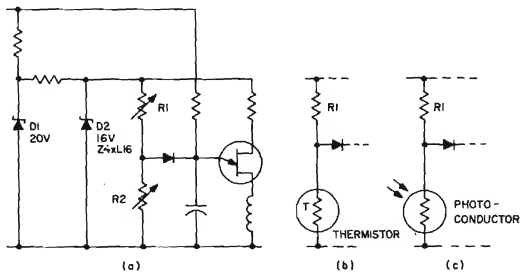 R1
D1
20V
D2
16V
Z4xL16
R2
(a)
R1
T
THERMISTOR
(b)
R1
PHOTO-
CONDUCTOR
(c)